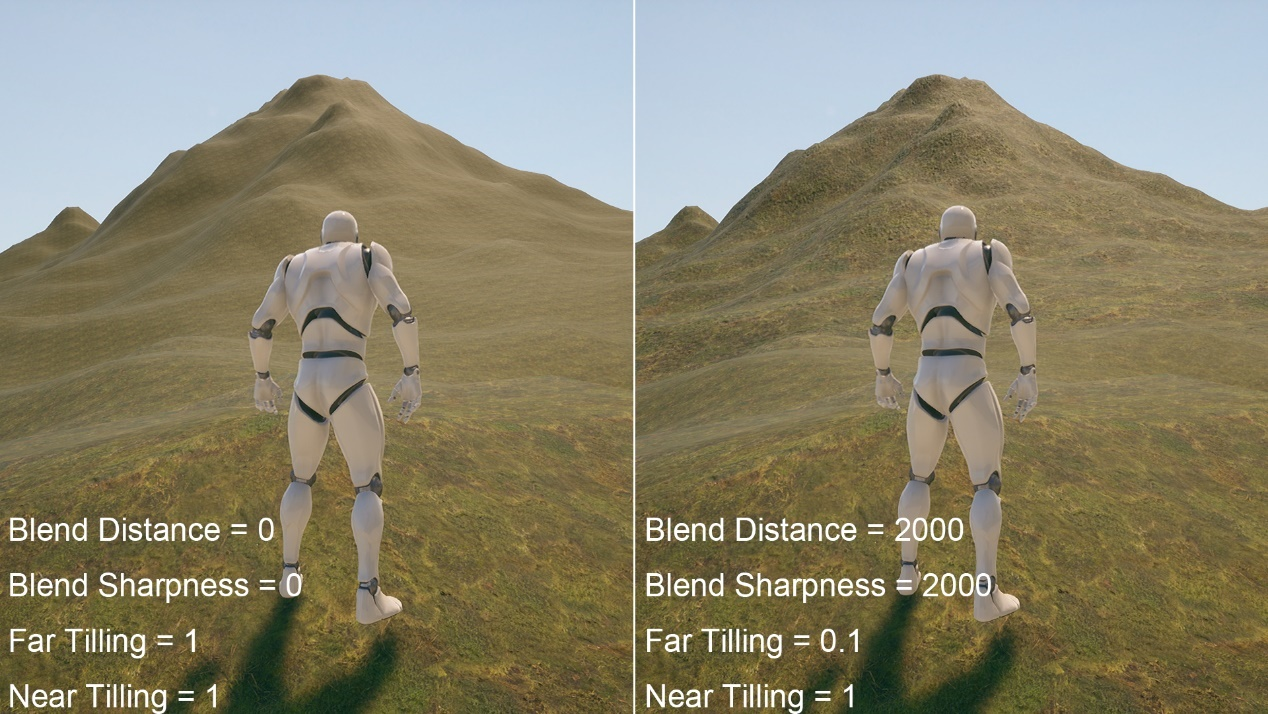 Blend Distance = 0
Blend Sharpness = 0
Far Tilling = 1
Near Tilling = 1
Blend Distance = 2000
Blend Sharpness = 2000
Far Tilling = 0.1
Near Tilling = 1